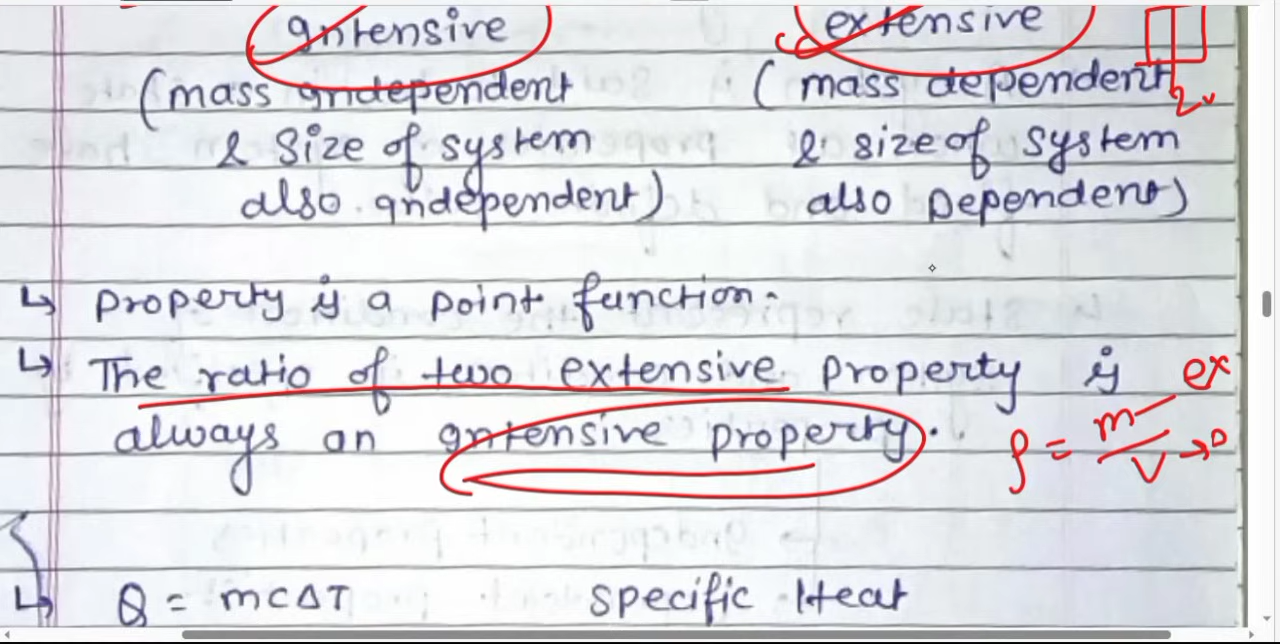 Intensive extensive
(mass independent (mass dependent
& Size of system & size of system
also independent) also Dependent)
↳ Property is a point function.
↳ The ratio of two extensive property is ex
always an intensive property. ρ = m/V
↳ Q = mcΔT Specific Heat